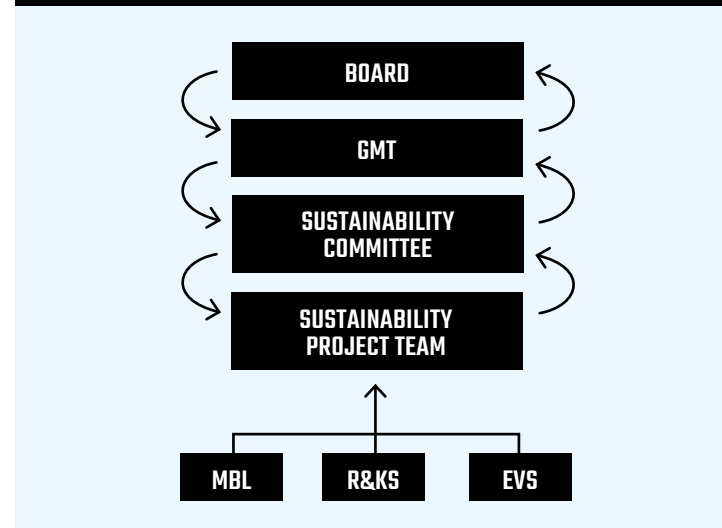 BOARD
GMT
SUSTAINABILITY
COMMITTEE
SUSTAINABILITY
PROJECT TEAM
MBL
R&KS
EVS